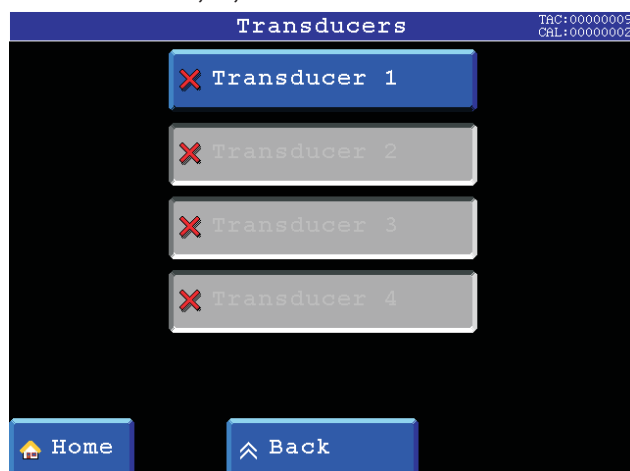 Transducers
TAC:00000009
CAL:00000002
Transducer 1
Transducer 2
Transducer 3
Transducer 4
Home
Back